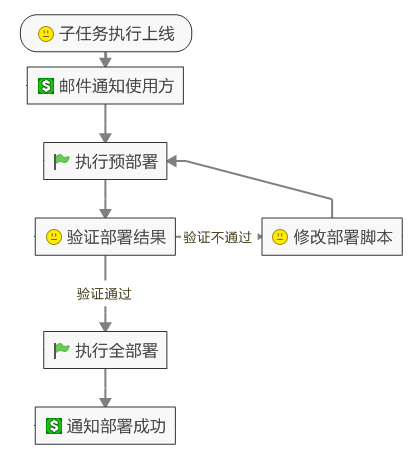 子任务执行上线
邮件通知使用方
执行预部署
验证部署结果
验证不通过
修改部署脚本
验证通过
执行全部署
通知部署成功